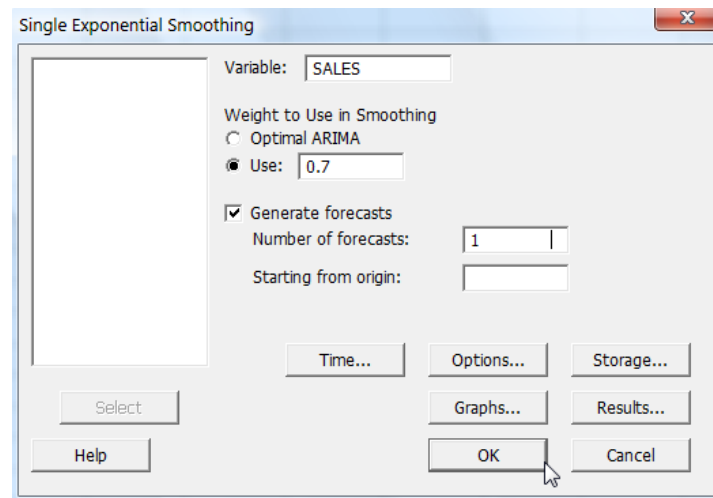 Single Exponential Smoothing
Variable: SALES
Weight to Use in Smoothing
Optimal ARIMA
Use: 0.7
Generate forecasts
Number of forecasts: 1
Starting from origin:
Time... Options... Storage...
Select Graphs... Results...
Help OK Cancel